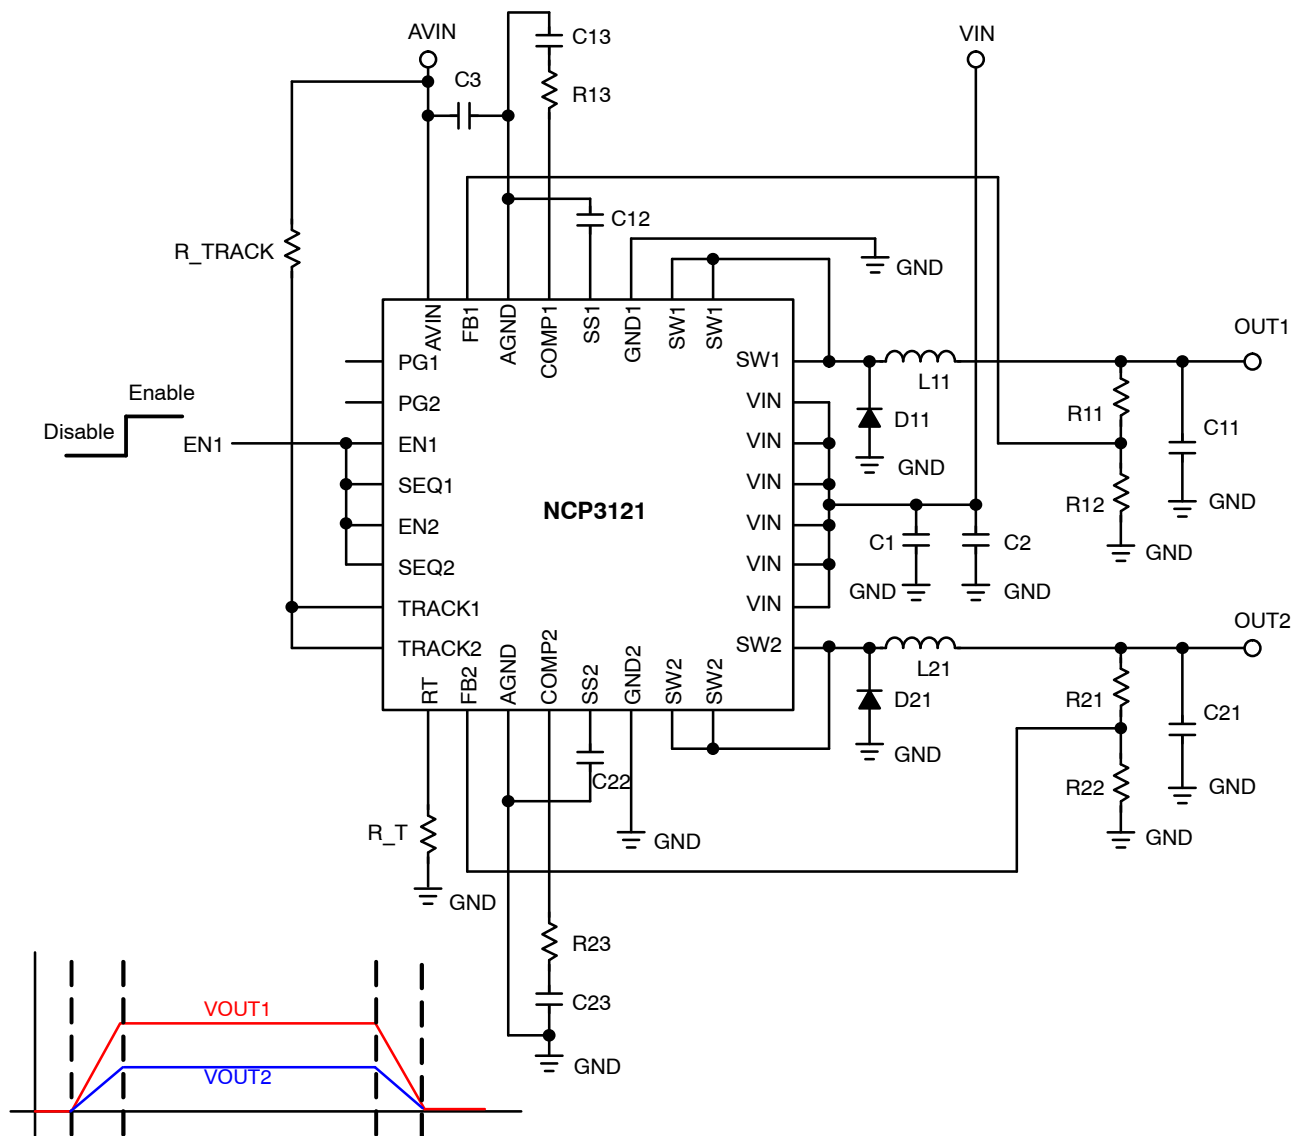 AVIN
VIN
C13
C3
R13
C12
R_TRACK
GND
AVIN
FB1
AGND
COMP1
SS1
GND1
SW1
SW1
OUT1
PG1
SW1
L11
Enable
PG2
VIN
R11
D11
C11
Disable
EN1
EN1
VIN
GND
SEQ1
VIN
R12
GND
NCP3121
EN2
VIN
C1
C2
GND
SEQ2
VIN
GND
GND
TRACK1
VIN
OUT2
TRACK2
SW2
L21
RT
FB2
AGND
COMP2
SS2
GND2
SW2
SW2
D21
R21
C21
GND
C22
R22
GND
R_T
GND
GND
GND
R23
C23
VOUT1
GND
VOUT2